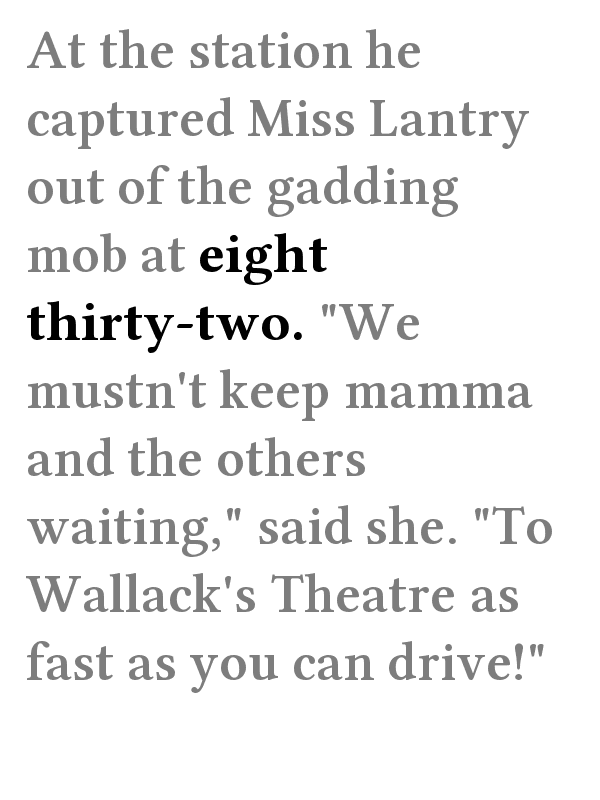 At the station he
captured Miss Lantry
out of the gadding
mob at eight
thirty-two. "We
mustn't keep mamma
and the others
waiting," said she. "To
Wallack's Theatre as
fast as you can drive!"